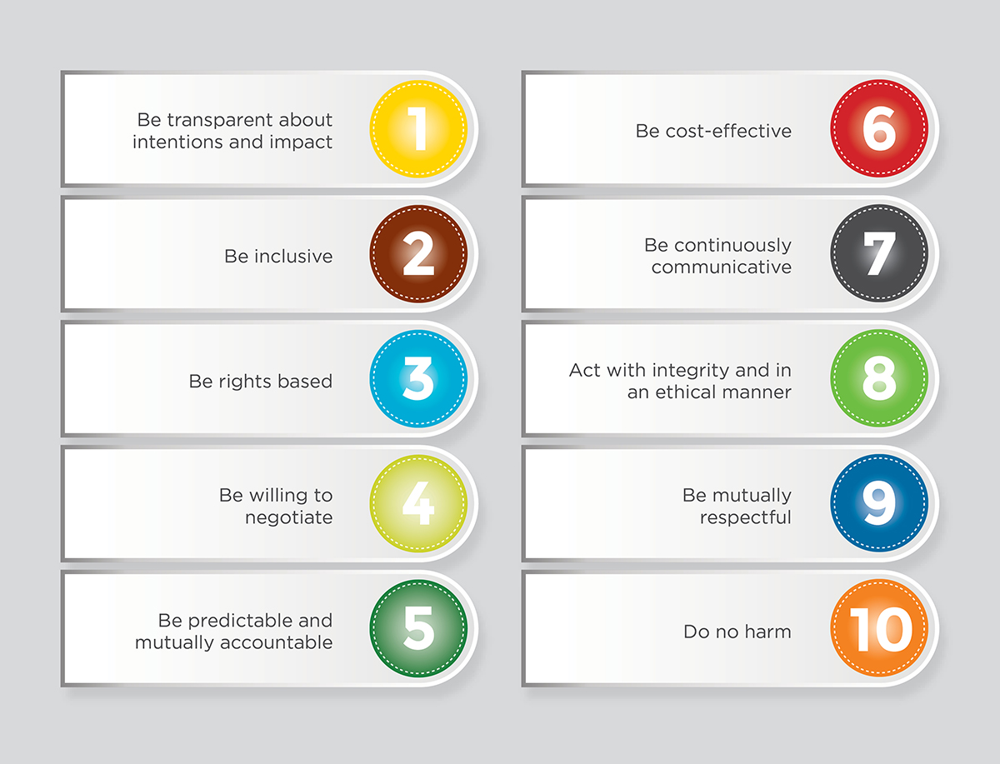 Be transparent about
intentions and impact
1
Be inclusive
2
Be rights based
3
Be willing to
negotiate
4
Be predictable and
mutually accountable
5
Be cost-effective
6
Be continuously
communicative
7
Act with integrity and in
an ethical manner
8
Be mutually
respectful
9
Do no harm
10